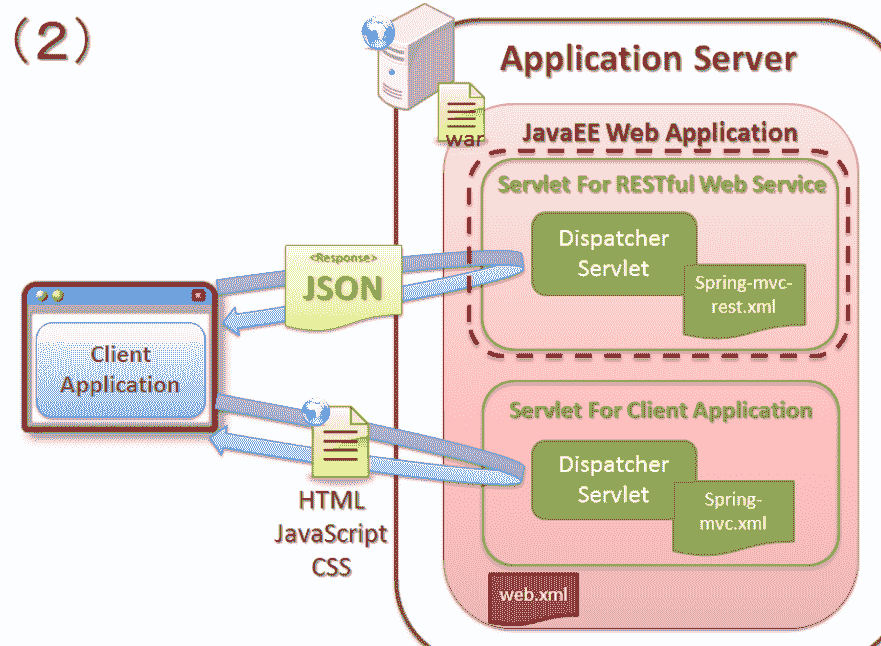 (2)
Application Server
war
JavaEE Web Application
Servlet For RESTful Web Service
Dispatcher
Servlet
Spring-mvc-
rest.xml
<Response>
JSON
Client
Application
Servlet For Client Application
Dispatcher
Servlet
Spring-
mvc.xml
HTML
JavaScript
CSS
web.xml